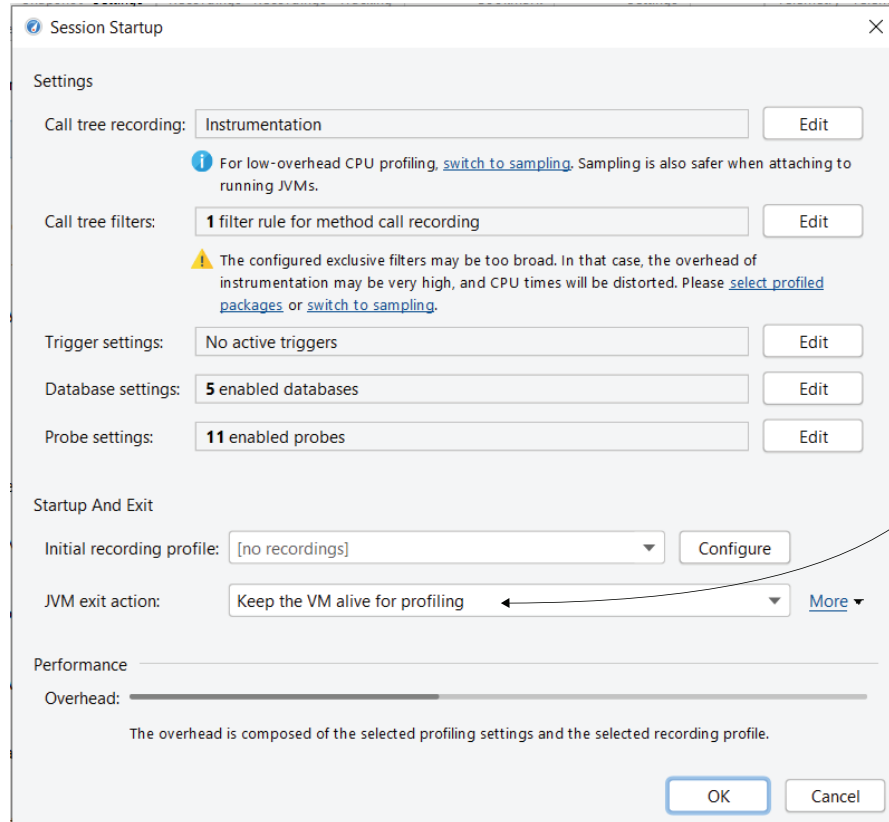 Session Startup
Settings
Call tree recording: Instrumentation Edit
For low-overhead CPU profiling, switch to sampling. Sampling is also safer when attaching to
running JVMs.
Call tree filters: 1 filter rule for method call recording Edit
The configured exclusive filters may be too broad. In that case, the overhead of
instrumentation may be very high, and CPU times will be distorted. Please select profiled
packages or switch to sampling.
Trigger settings: No active triggers Edit
Database settings: 5 enabled databases Edit
Probe settings: 11 enabled probes Edit
Startup And Exit
Initial recording profile: [no recordings] Configure
JVM exit action: Keep the VM alive for profiling More
Performance
Overhead:
The overhead is composed of the selected profiling settings and the selected recording profile.
OK Cancel